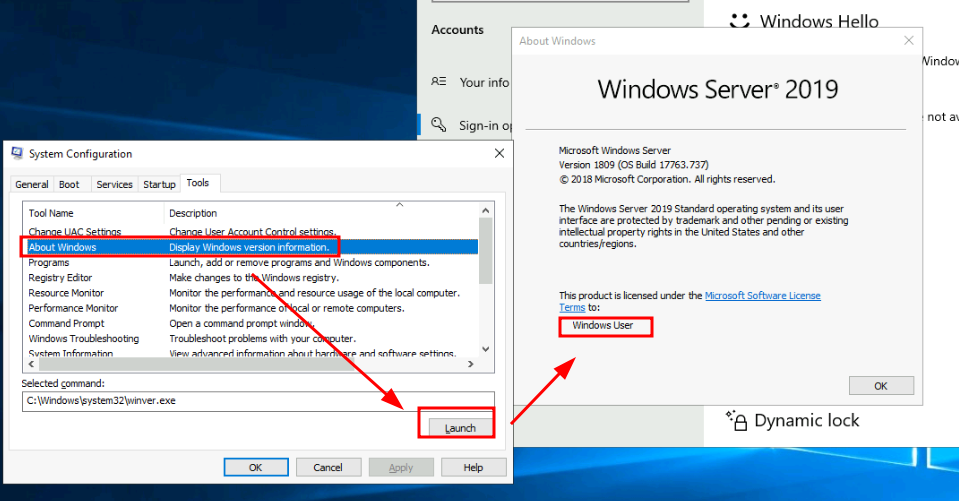 Accounts
Your info
Sign-in op
Windows Hello
Windo
not av
Dynamic lock
About Windows
Windows Server® 2019
Microsoft Windows Server
Version 1809 (OS Build 17763.737)
© 2018 Microsoft Corporation. All rights reserved.
The Windows Server 2019 Standard operating system and its user
interface are protected by trademark and other pending or existing
intellectual property rights in the United States and other
countries/regions.
This product is licensed under the Microsoft Software License
Terms to:
Windows User
OK
System Configuration
General Boot Services Startup Tools
Tool Name Description
Change UAC Settings Change User Account Control settings.
About Windows Display Windows version information.
Programs Launch, add or remove programs and Windows components.
Registry Editor Make changes to the Windows registry.
Resource Monitor Monitor the performance and resource usage of the local computer.
Performance Monitor Monitor the performance of local or remote computers.
Command Prompt Open a command prompt window.
Windows Troubleshooting Troubleshoot problems with your computer.
System Information View advanced information about hardware and software settings.
Selected command:
C:\Windows\system32\winver.exe
Launch
OK Cancel Apply Help